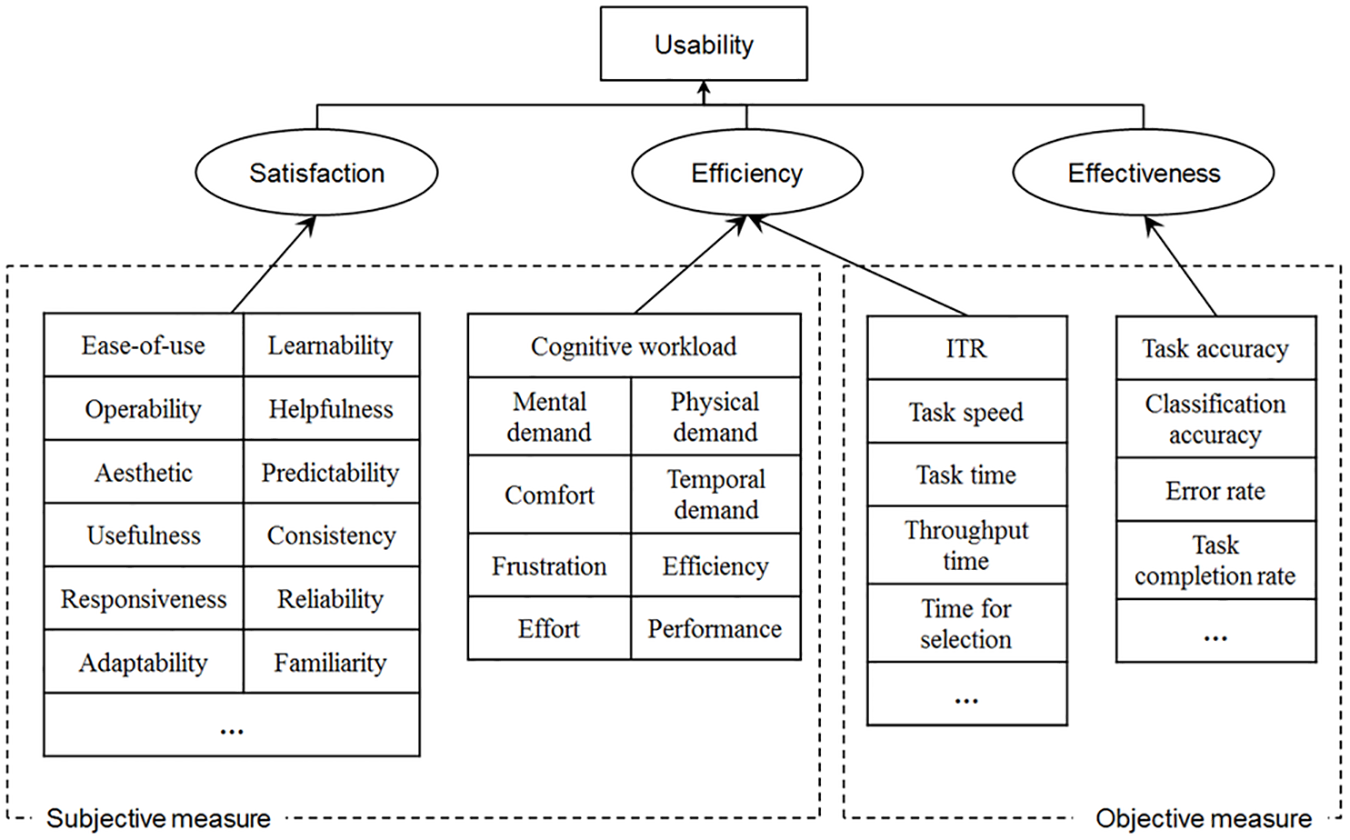 Usability
Satisfaction
Efficiency
Effectiveness
Ease-of-use
Learnability
Operability
Helpfulness
Aesthetic
Predictability
Usefulness
Consistency
Responsiveness
Reliability
Adaptability
Familiarity
...
Cognitive workload
Mental
demand
Physical
demand
Comfort
Temporal
demand
Frustration
Efficiency
Effort
Performance
ITR
Task speed
Task time
Throughput
time
Time for
selection
...
Task accuracy
Classification
accuracy
Error rate
Task
completion rate
...
Subjective measure
Objective measure